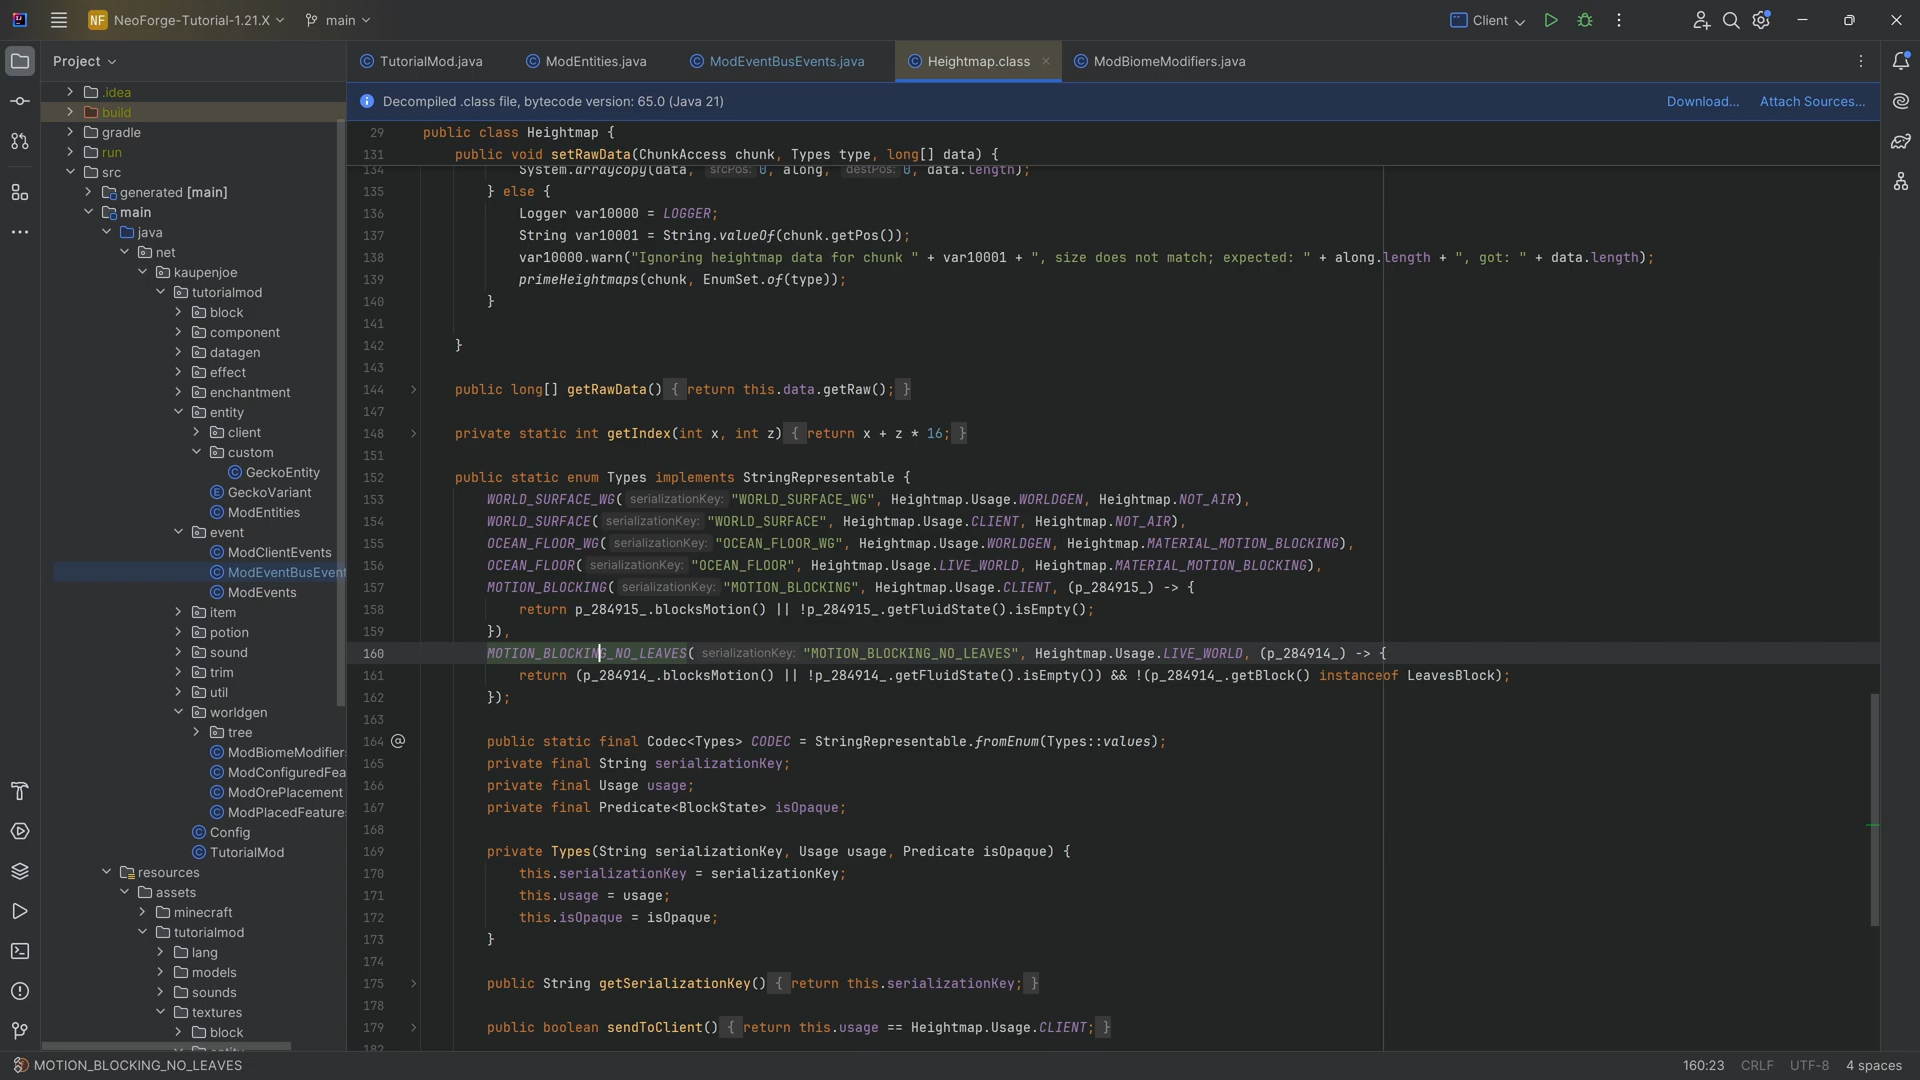 NF NeoForge-Tutorial-1.21.X main Client
Project
TutorialMod.java ModEntities.java ModEventBusEvents.java Heightmap.class ModBiomeModifiers.java
Decompiled .class file, bytecode version: 65.0 (Java 21) Download... Attach Sources...
.idea
build
gradle
run
src
generated [main]
main
java
net
kaupenjoe
tutorialmod
block
component
datagen
effect
enchantment
entity
client
custom
GeckoEntity
GeckoVariant
ModEntities
event
ModClientEvents
ModEventBusEvent
ModEvents
item
potion
sound
trim
util
worldgen
tree
ModBiomeModifier
ModConfiguredFea
ModOrePlacement
ModPlacedFeature
Config
TutorialMod
resources
assets
minecraft
tutorialmod
lang
models
sounds
textures
block
entity
29 public class Heightmap {
131 public void setRawData(ChunkAccess chunk, Types type, long[] data) {
134 System.arraycopy(data, srcPos: 0, along, destPos: 0, data.length);
135 } else {
136 Logger var10000 = LOGGER;
137 String var10001 = String.valueOf(chunk.getPos());
138 var10000.warn("Ignoring heightmap data for chunk " + var10001 + ", size does not match; expected: " + along.length + ", got: " + data.length);
139 primeHeightmaps(chunk, EnumSet.of(type));
140 }
141
142 }
143
144 public long[] getRawData() { return this.data.getRaw(); }
147
148 private static int getIndex(int x, int z) { return x + z * 16; }
151
152 public static enum Types implements StringRepresentable {
153 WORLD_SURFACE_WG( serializationKey: "WORLD_SURFACE_WG", Heightmap.Usage.WORLDGEN, Heightmap.NOT_AIR),
154 WORLD_SURFACE( serializationKey: "WORLD_SURFACE", Heightmap.Usage.CLIENT, Heightmap.NOT_AIR),
155 OCEAN_FLOOR_WG( serializationKey: "OCEAN_FLOOR_WG", Heightmap.Usage.WORLDGEN, Heightmap.MATERIAL_MOTION_BLOCKING),
156 OCEAN_FLOOR( serializationKey: "OCEAN_FLOOR", Heightmap.Usage.LIVE_WORLD, Heightmap.MATERIAL_MOTION_BLOCKING),
157 MOTION_BLOCKING( serializationKey: "MOTION_BLOCKING", Heightmap.Usage.CLIENT, (p_284915_) -> {
158 return p_284915_.blocksMotion() || !p_284915_.getFluidState().isEmpty();
159 }),
160 MOTION_BLOCKING_NO_LEAVES( serializationKey: "MOTION_BLOCKING_NO_LEAVES", Heightmap.Usage.LIVE_WORLD, (p_284914_) -> {
161 return (p_284914_.blocksMotion() || !p_284914_.getFluidState().isEmpty()) && !(p_284914_.getBlock() instanceof LeavesBlock);
162 });
163
164 @ public static final Codec<Types> CODEC = StringRepresentable.fromEnum(Types::values);
165 private final String serializationKey;
166 private final Usage usage;
167 private final Predicate<BlockState> isOpaque;
168
169 private Types(String serializationKey, Usage usage, Predicate isOpaque) {
170 this.serializationKey = serializationKey;
171 this.usage = usage;
172 this.isOpaque = isOpaque;
173 }
174
175 public String getSerializationKey() { return this.serializationKey; }
178
179 public boolean sendToClient() { return this.usage == Heightmap.Usage.CLIENT; }
182
MOTION_BLOCKING_NO_LEAVES 160:23 CRLF UTF-8 4 spaces